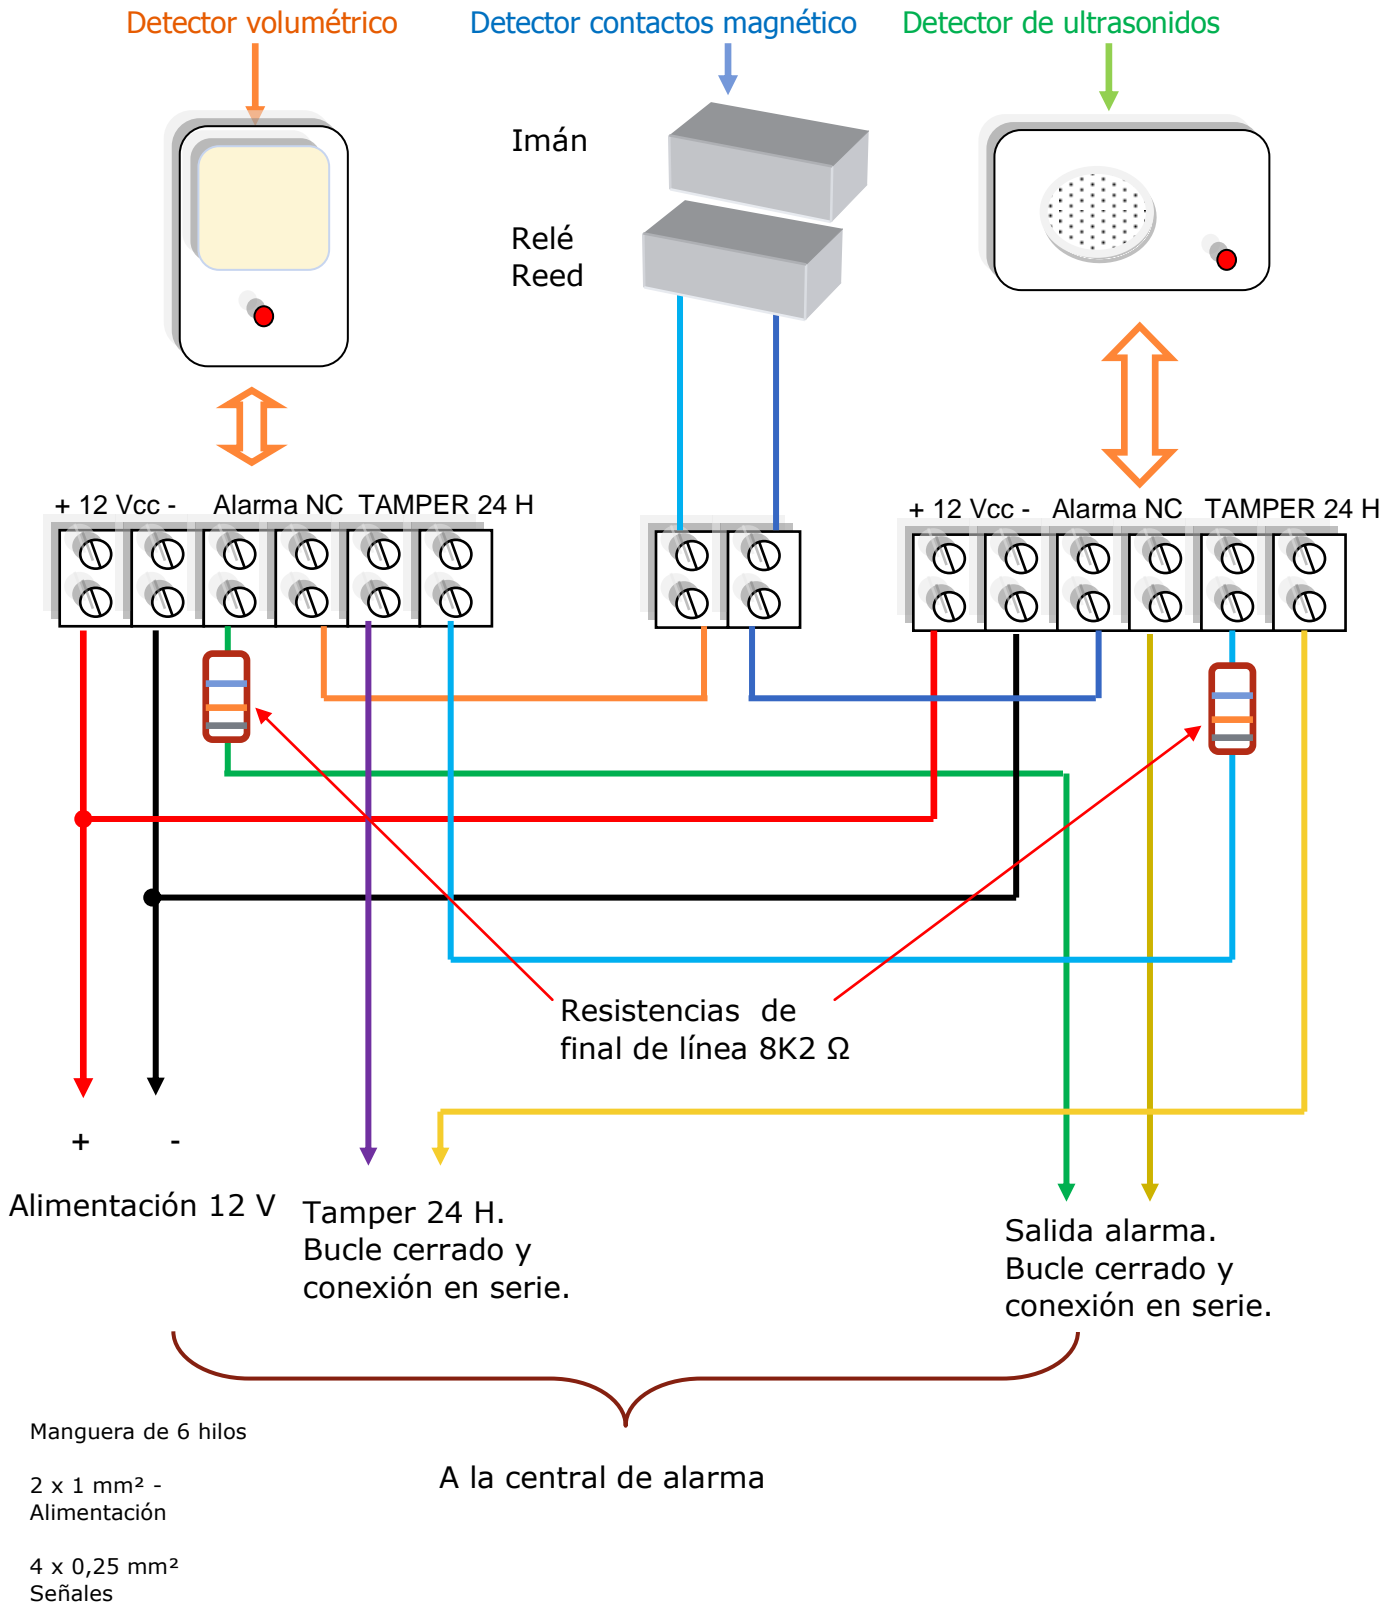 Detector volumétrico
Detector contactos magnético
Detector de ultrasonidos
Imán
Relé
Reed
+ 12 Vcc -
Alarma NC
TAMPER 24 H
+ 12 Vcc -
Alarma NC
TAMPER 24 H
Resistencias de
final de línea 8K2 Ω
+
-
Alimentación 12 V
Tamper 24 H.
Bucle cerrado y
conexión en serie.
Salida alarma.
Bucle cerrado y
conexión en serie.
Manguera de 6 hilos
2 x 1 mm² -
Alimentación
4 x 0,25 mm²
Señales
A la central de alarma